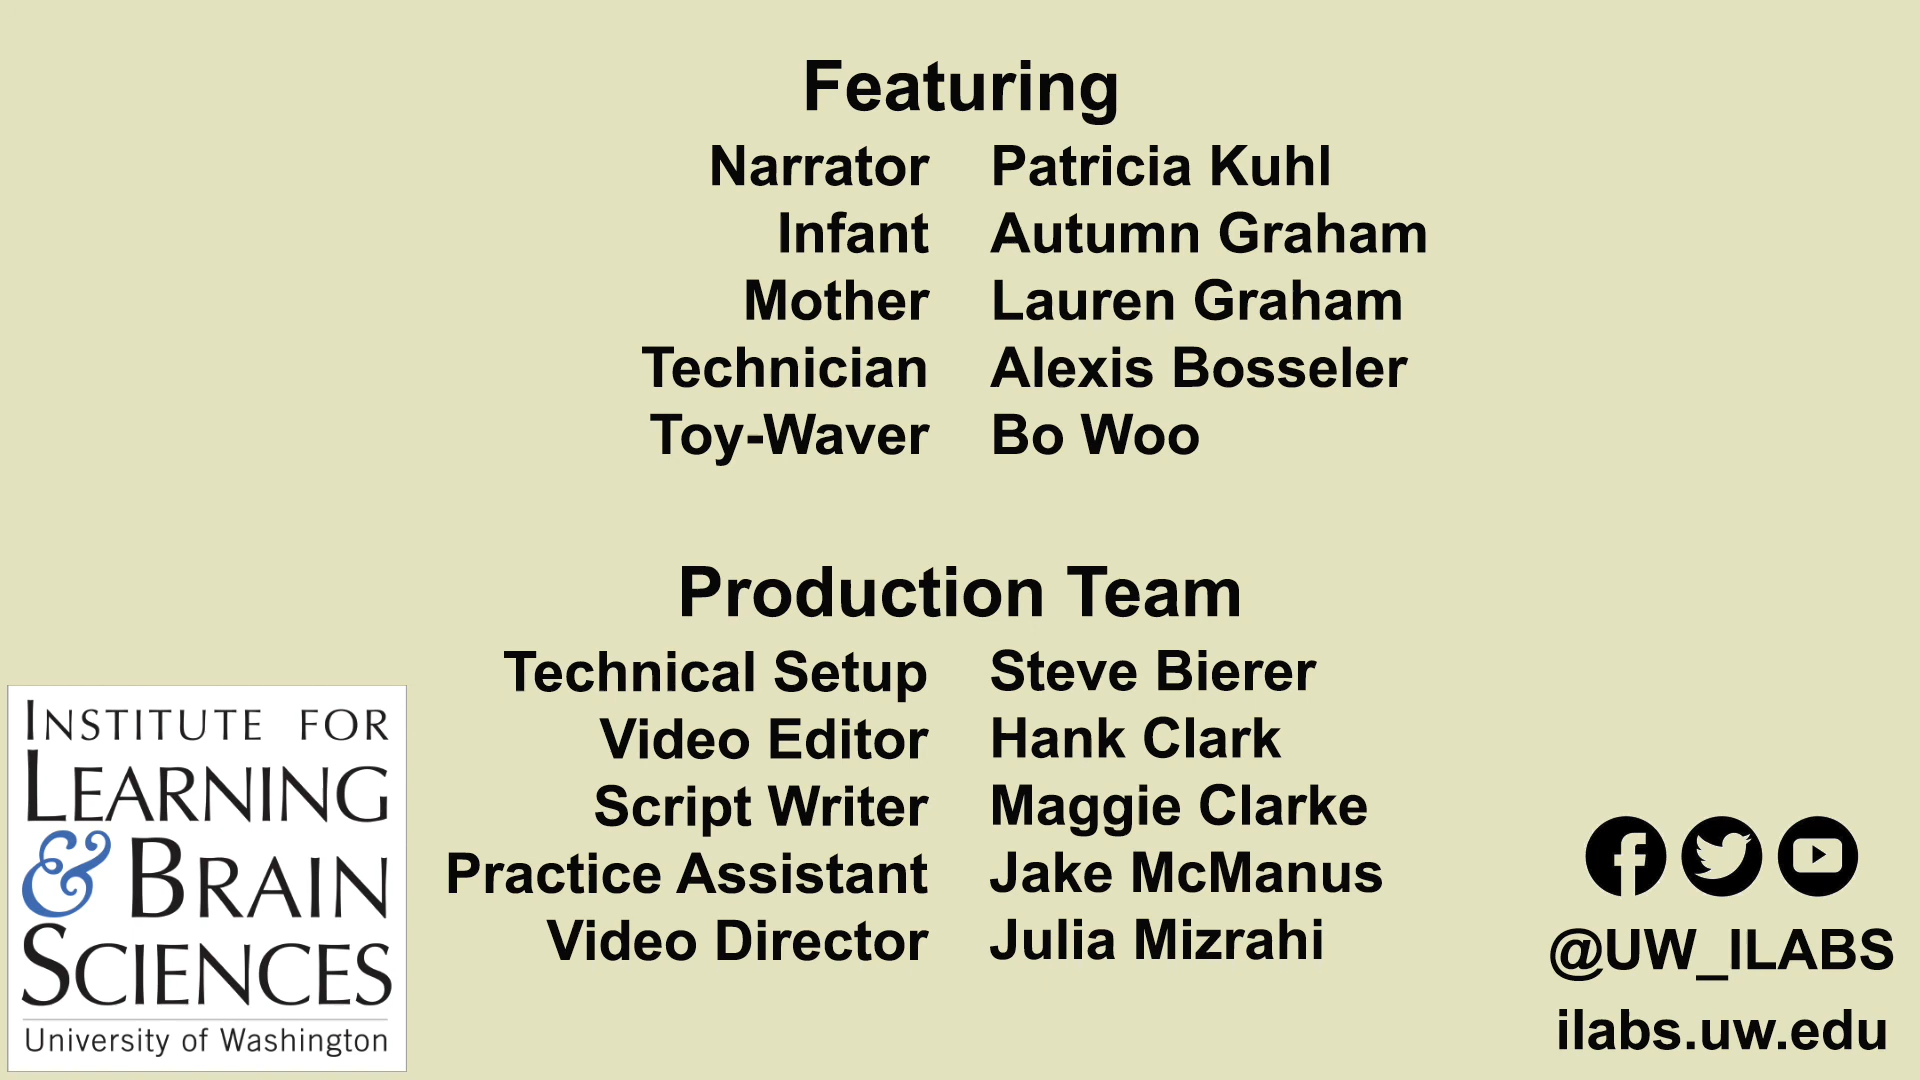 Featuring
Narrator Patricia Kuhl
Infant Autumn Graham
Mother Lauren Graham
Technician Alexis Bosseler
Toy-Waver Bo Woo
Production Team
Technical Setup Steve Bierer
Video Editor Hank Clark
Script Writer Maggie Clarke
Practice Assistant Jake McManus
Video Director Julia Mizrahi
INSTITUTE FOR
LEARNING
& BRAIN
SCIENCES
University of Washington
@UW_ILABS
ilabs.uw.edu